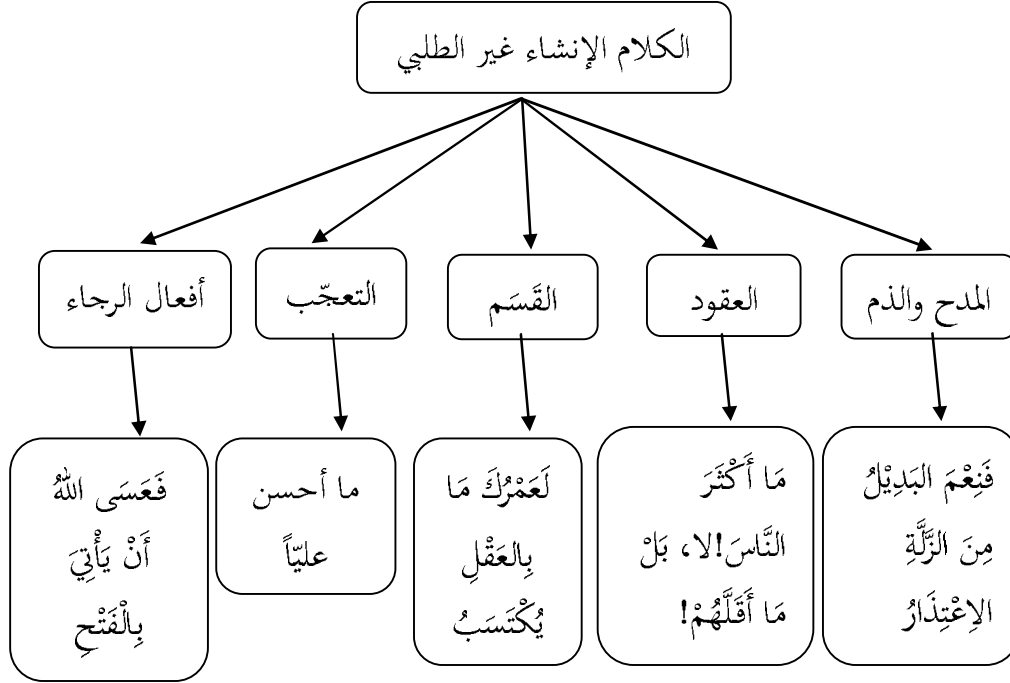 الكلام الإنشاء غير الطلبي
المدح والذم
العقود
القَسَم
التعجّب
أفعال الرجاء
فَنِعْمَ البَدِيْلُ
مِنَ الزَّلَّةِ
الاِعْتِذَارُ
مَا أَكْثَرَ
النَّاسَ!لا، بَلْ
مَا أَقَلَّهُمْ!
لَعَمْرُكَ مَا
بِالعَقْلِ
يُكْتَسَبُ
ما أحسن
عليّاً
فَعَسَى اللهُ
أَنْ يَأْتِيَ
بِالْفَتْحِ